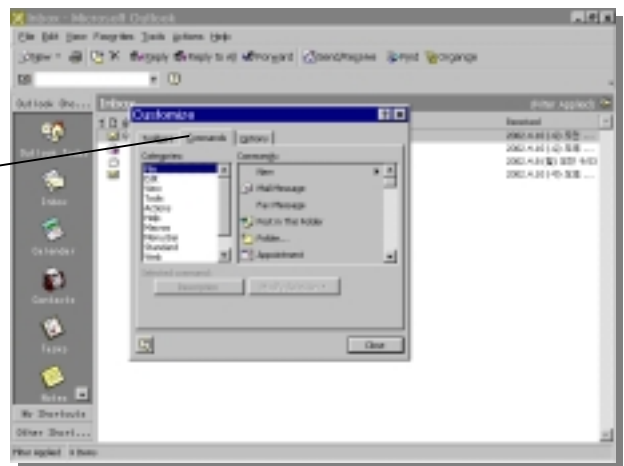 Inbox - Microsoft Outlook
File Edit View Favorites Tools Actions Help
New Reply Reply to All Forward Send/Receive Find Organize
Outlook Sho... Inbox (Filter Applied)
Customize
Received
Toolbars Commands Options
Categories: Commands:
File
Edit
View
Tools
Actions
Help
Macros
Menu Bar
Standard
Web
New
Mail Message
Fax Message
Post in This Folder
Folder...
Appointment
Selected command:
Description Modify Selection
Close
Outlook Today
Inbox
Calendar
Contacts
Tasks
Notes
My Shortcuts
Other Short...
Filter Applied Items